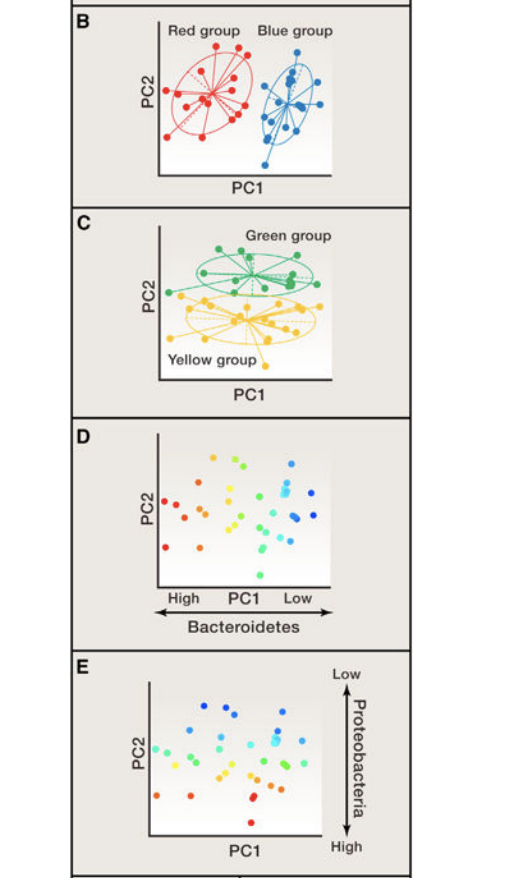 B
Red group Blue group
PC2
PC1
C
Green group
PC2
Yellow group
PC1
D
PC2
High PC1 Low
Bacteroidetes
E
Low
PC2
Proteobacteria
PC1
High